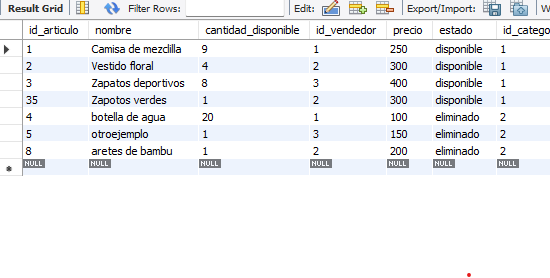 Result Grid Filter Rows: Edit: Export/Import:
id_articulo nombre cantidad_disponible id_vendedor precio estado id_catego
1 Camisa de mezclilla 9 1 250 disponible 1
2 Vestido floral 4 2 300 disponible 1
3 Zapatos deportivos 8 3 400 disponible 1
35 Zapotos verdes 1 2 300 disponible 1
4 botella de agua 20 1 100 eliminado 2
5 otroejemplo 1 3 150 eliminado 2
8 aretes de bambu 1 2 200 eliminado 2
NULL NULL NULL NULL NULL NULL NULL